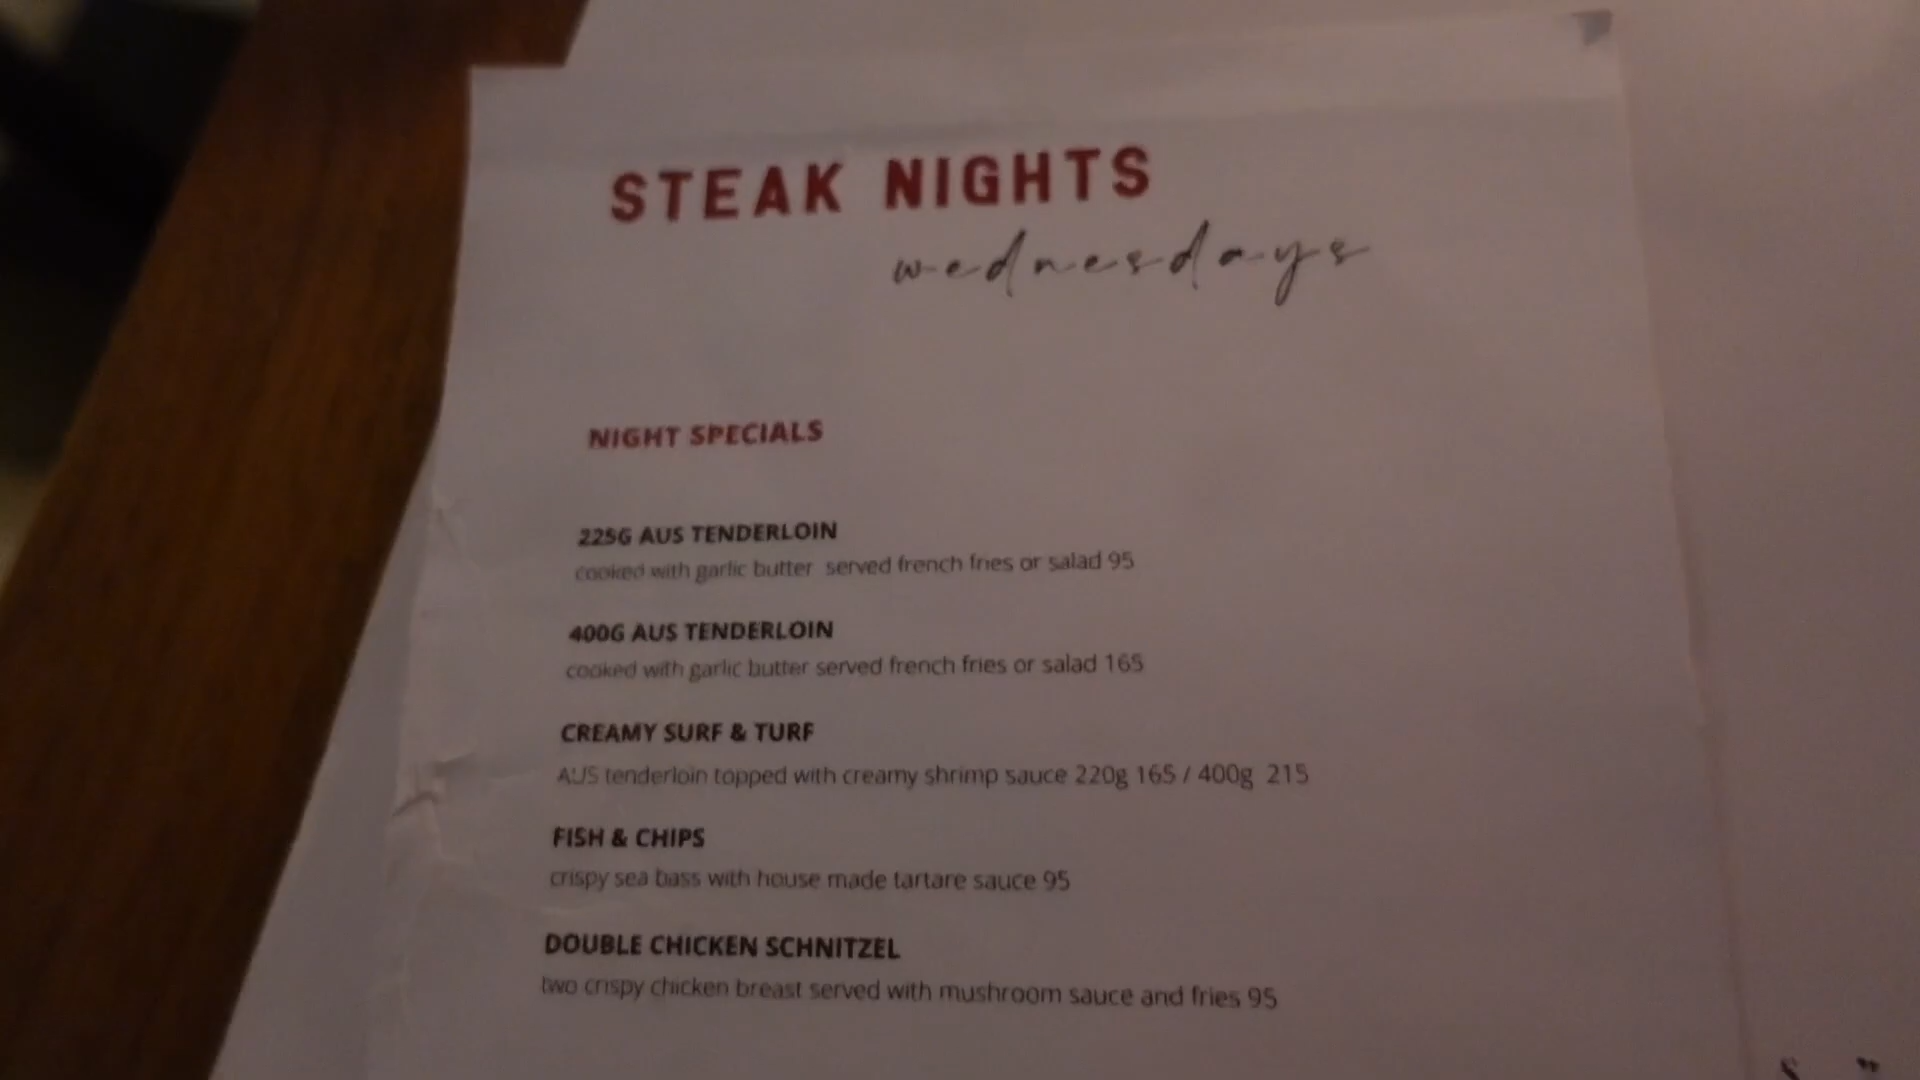 STEAK NIGHTS
wednesdays
NIGHT SPECIALS
225G AUS TENDERLOIN
cooked with garlic butter served french fries or salad 95
400G AUS TENDERLOIN
cooked with garlic butter served french fries or salad 165
CREAMY SURF & TURF
AUS tenderloin topped with creamy shrimp sauce 220g 165 / 400g 215
FISH & CHIPS
crispy sea bass with house made tartare sauce 95
DOUBLE CHICKEN SCHNITZEL
two crispy chicken breast served with mushroom sauce and fries 95